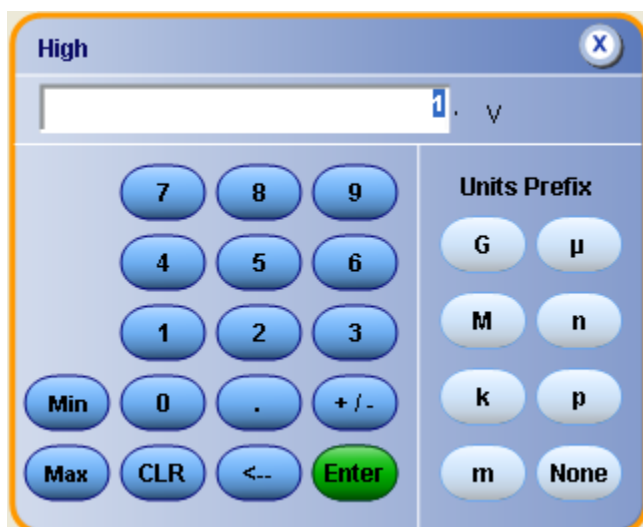 High X
1. V
7 8 9 Units Prefix
4 5 6 G µ
1 2 3 M n
Min 0 . + / - k p
Max CLR <-- Enter m None